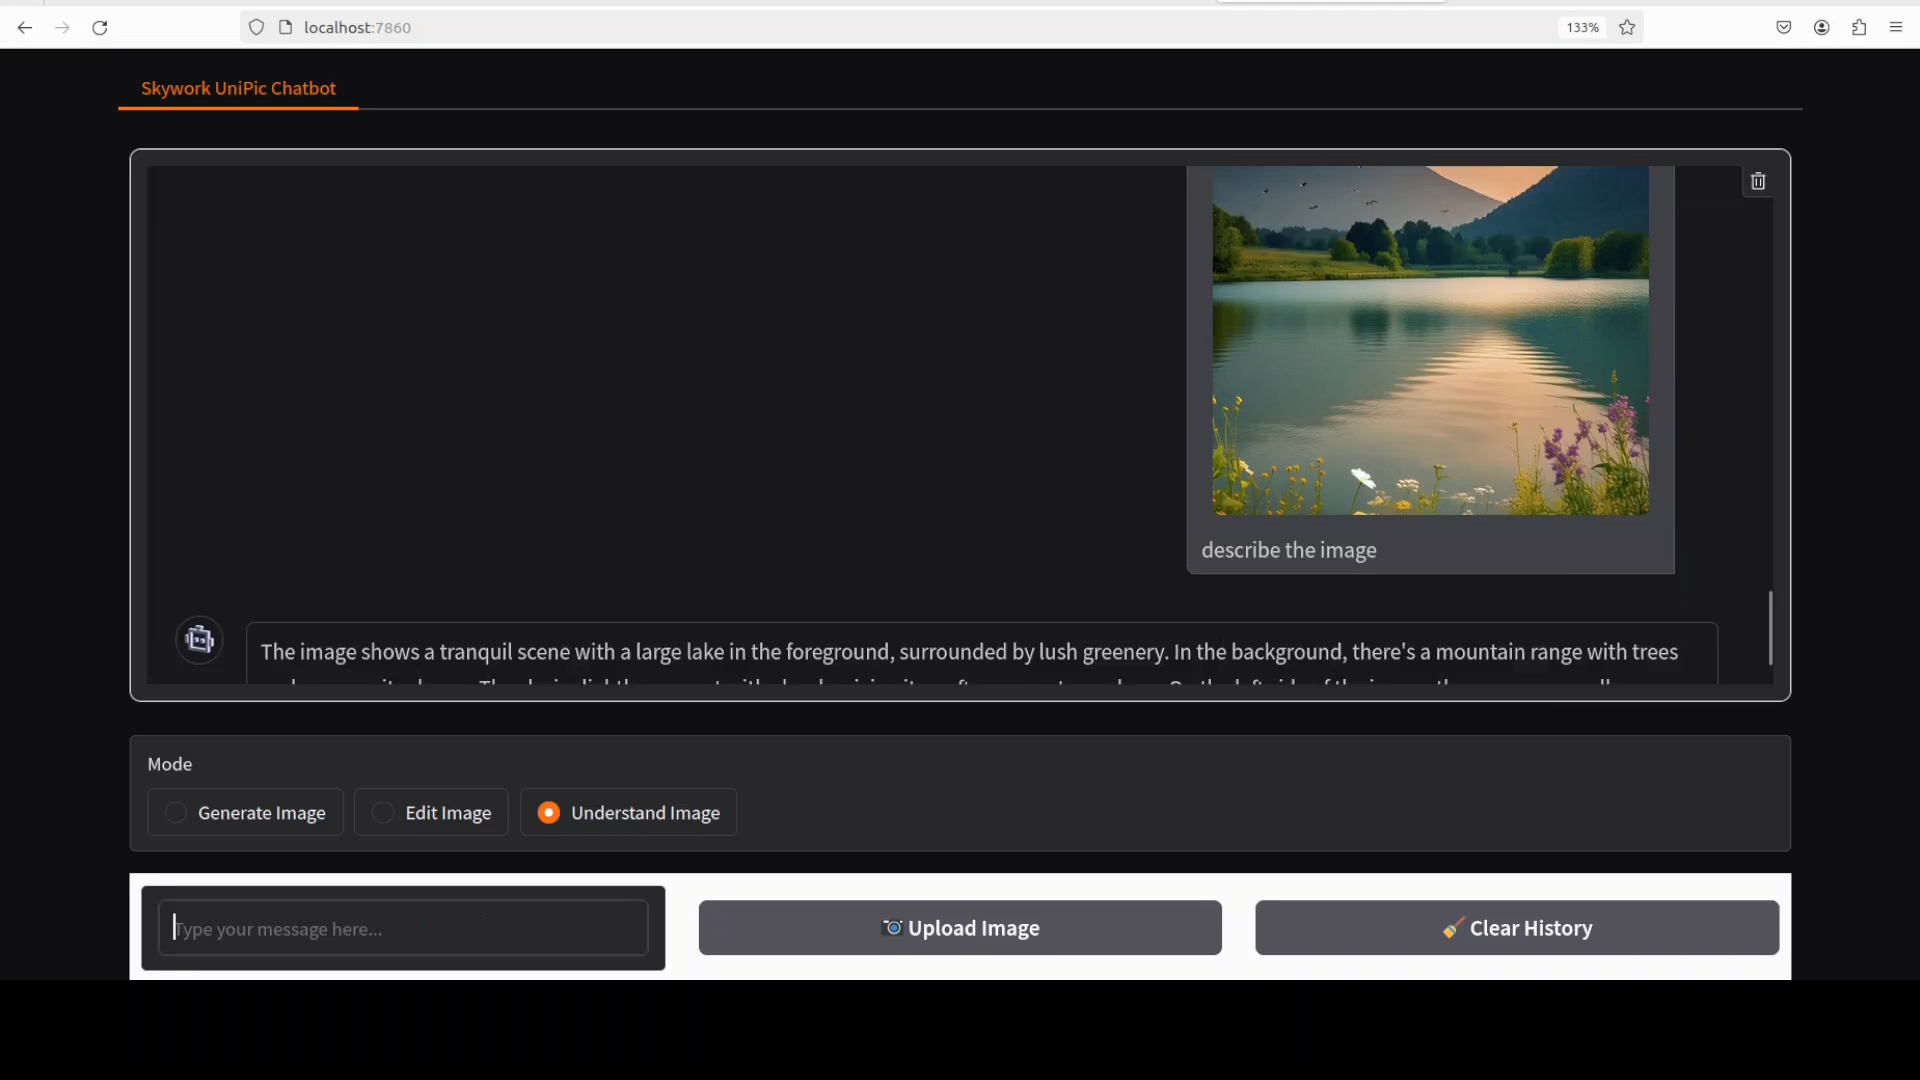 localhost:7860
133%
Skywork UniPic Chatbot
describe the image
The image shows a tranquil scene with a large lake in the foreground, surrounded by lush greenery. In the background, there's a mountain range with trees
Mode
Generate Image
Edit Image
Understand Image
Type your message here...
Upload Image
Clear History